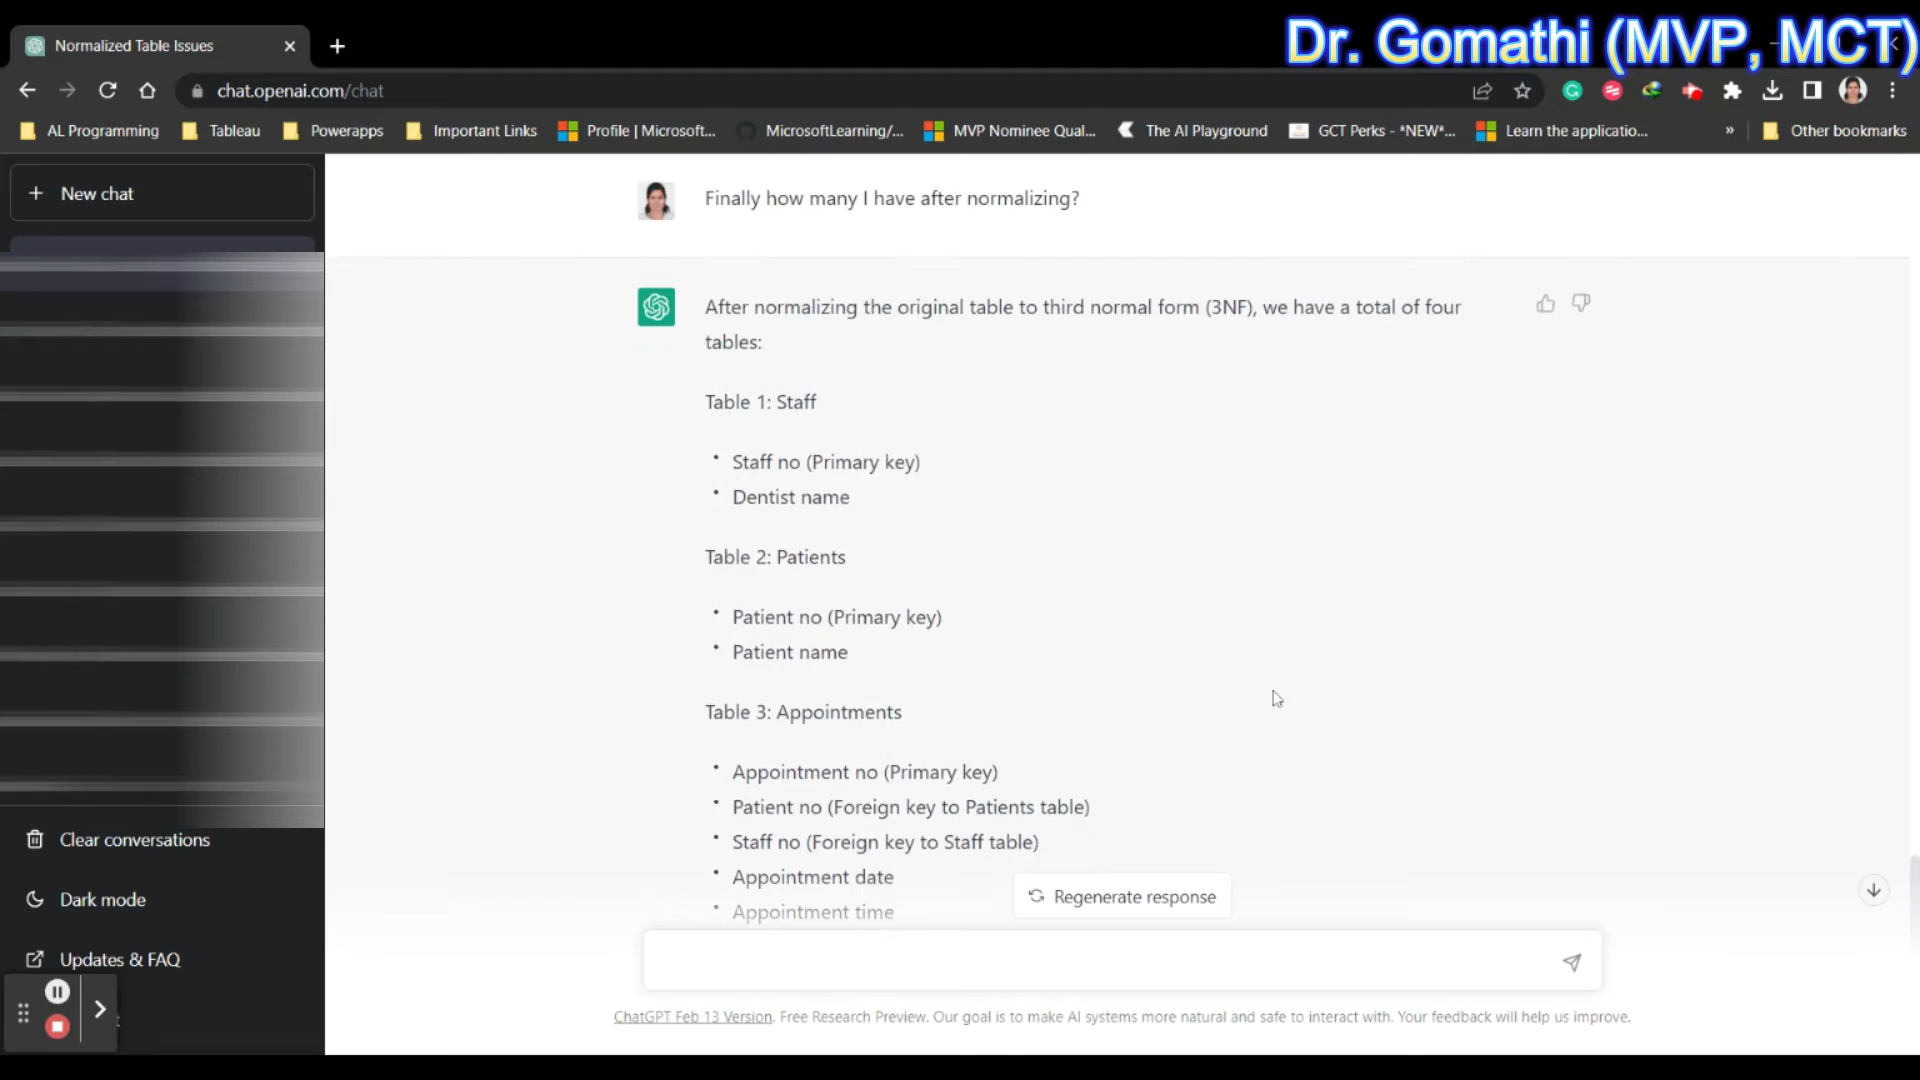 Dr. Gomathi (MVP, MCT)
Normalized Table Issues
chat.openai.com/chat
AL Programming
Tableau
Powerapps
Important Links
Profile | Microsoft...
MicrosoftLearning/...
MVP Nominee Qual...
The AI Playground
GCT Perks - *NEW*...
Learn the applicatio...
»
Other bookmarks
+ New chat
Finally how many I have after normalizing?
After normalizing the original table to third normal form (3NF), we have a total of four
tables:
Table 1: Staff
• Staff no (Primary key)
• Dentist name
Table 2: Patients
• Patient no (Primary key)
• Patient name
Table 3: Appointments
• Appointment no (Primary key)
• Patient no (Foreign key to Patients table)
• Staff no (Foreign key to Staff table)
• Appointment date
• Appointment time
Regenerate response
Clear conversations
Dark mode
Updates & FAQ
ChatGPT Feb 13 Version. Free Research Preview. Our goal is to make AI systems more natural and safe to interact with. Your feedback will help us improve.